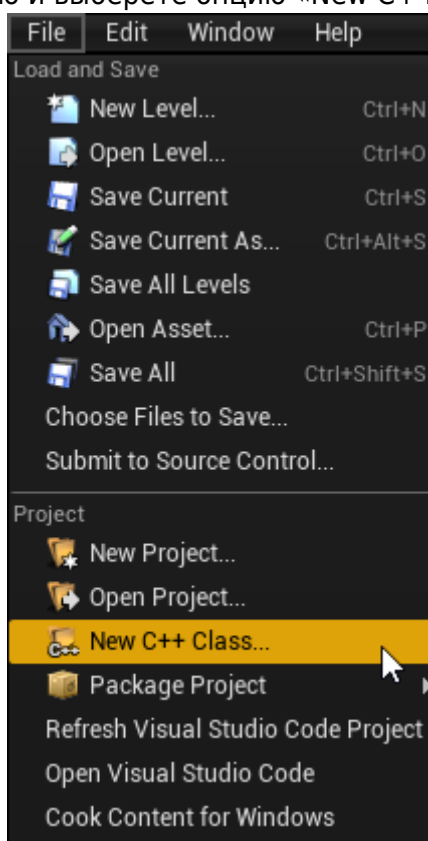 и выберете опцию «New C++
File Edit Window Help
Load and Save
New Level... Ctrl+N
Open Level... Ctrl+O
Save Current Ctrl+S
Save Current As... Ctrl+Alt+S
Save All Levels
Open Asset... Ctrl+P
Save All Ctrl+Shift+S
Choose Files to Save...
Submit to Source Control...
Project
New Project...
Open Project...
New C++ Class...
Package Project
Refresh Visual Studio Code Project
Open Visual Studio Code
Cook Content for Windows